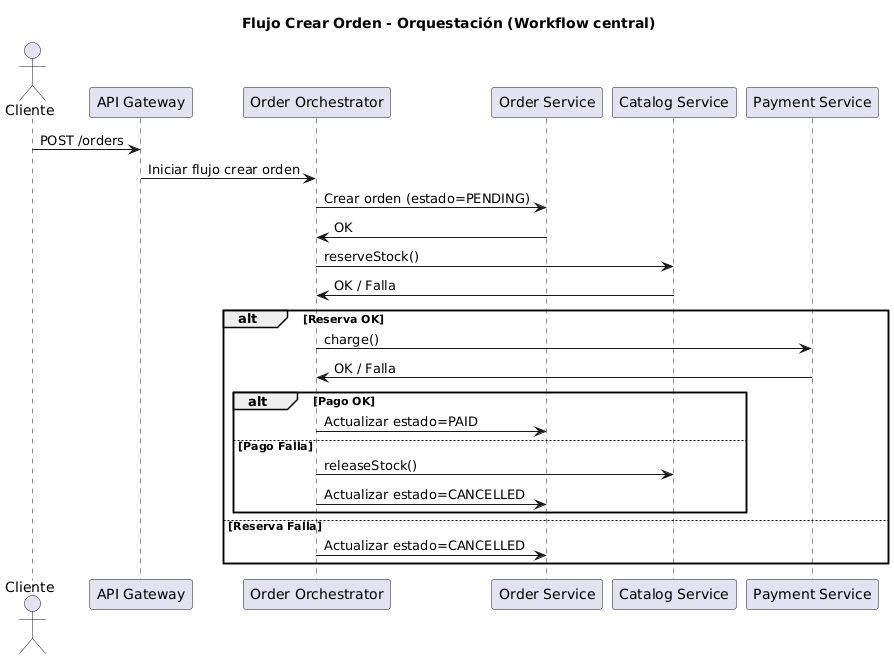 Flujo Crear Orden - Orquestación (Workflow central)
Cliente
API Gateway
Order Orchestrator
Order Service
Catalog Service
Payment Service
POST /orders
Iniciar flujo crear orden
Crear orden (estado=PENDING)
OK
reserveStock()
OK / Falla
alt
[Reserva OK]
charge()
OK / Falla
alt
[Pago OK]
Actualizar estado=PAID
[Pago Falla]
releaseStock()
Actualizar estado=CANCELLED
[Reserva Falla]
Actualizar estado=CANCELLED
Cliente
API Gateway
Order Orchestrator
Order Service
Catalog Service
Payment Service